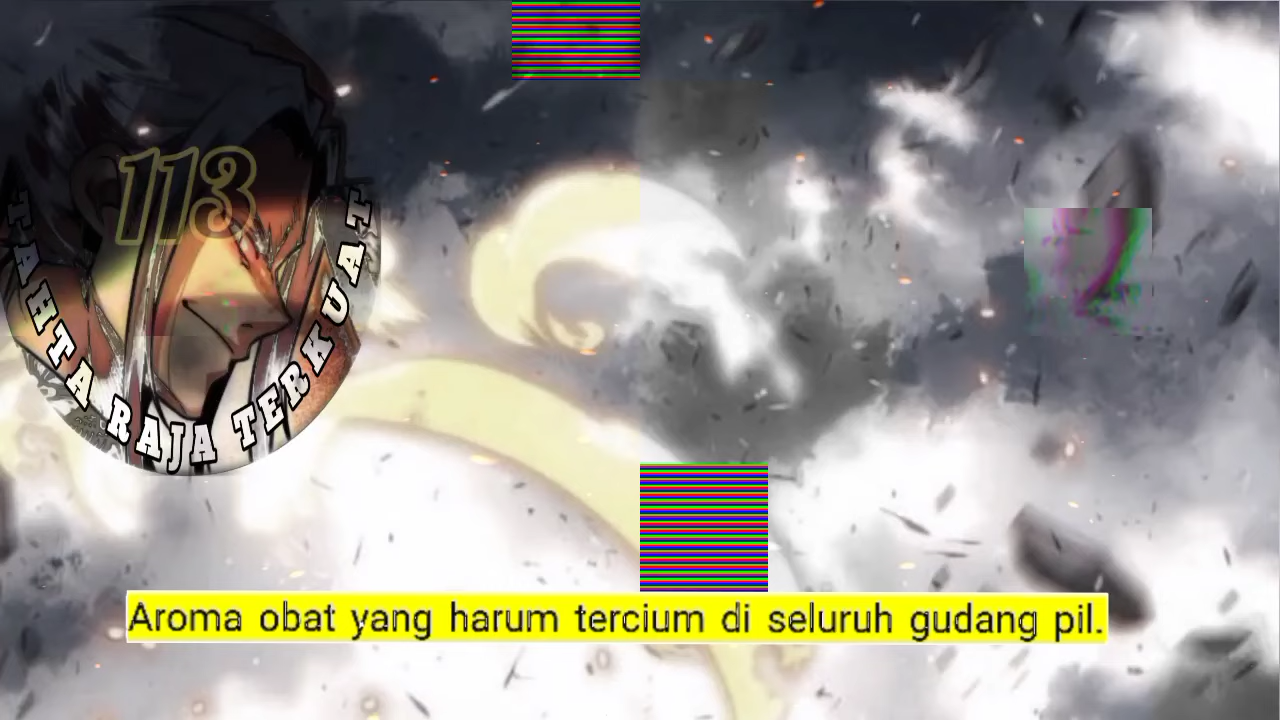 113
TAHTA RAJA TERKUAT
Aroma obat yang harum tercium di seluruh gudang pil.